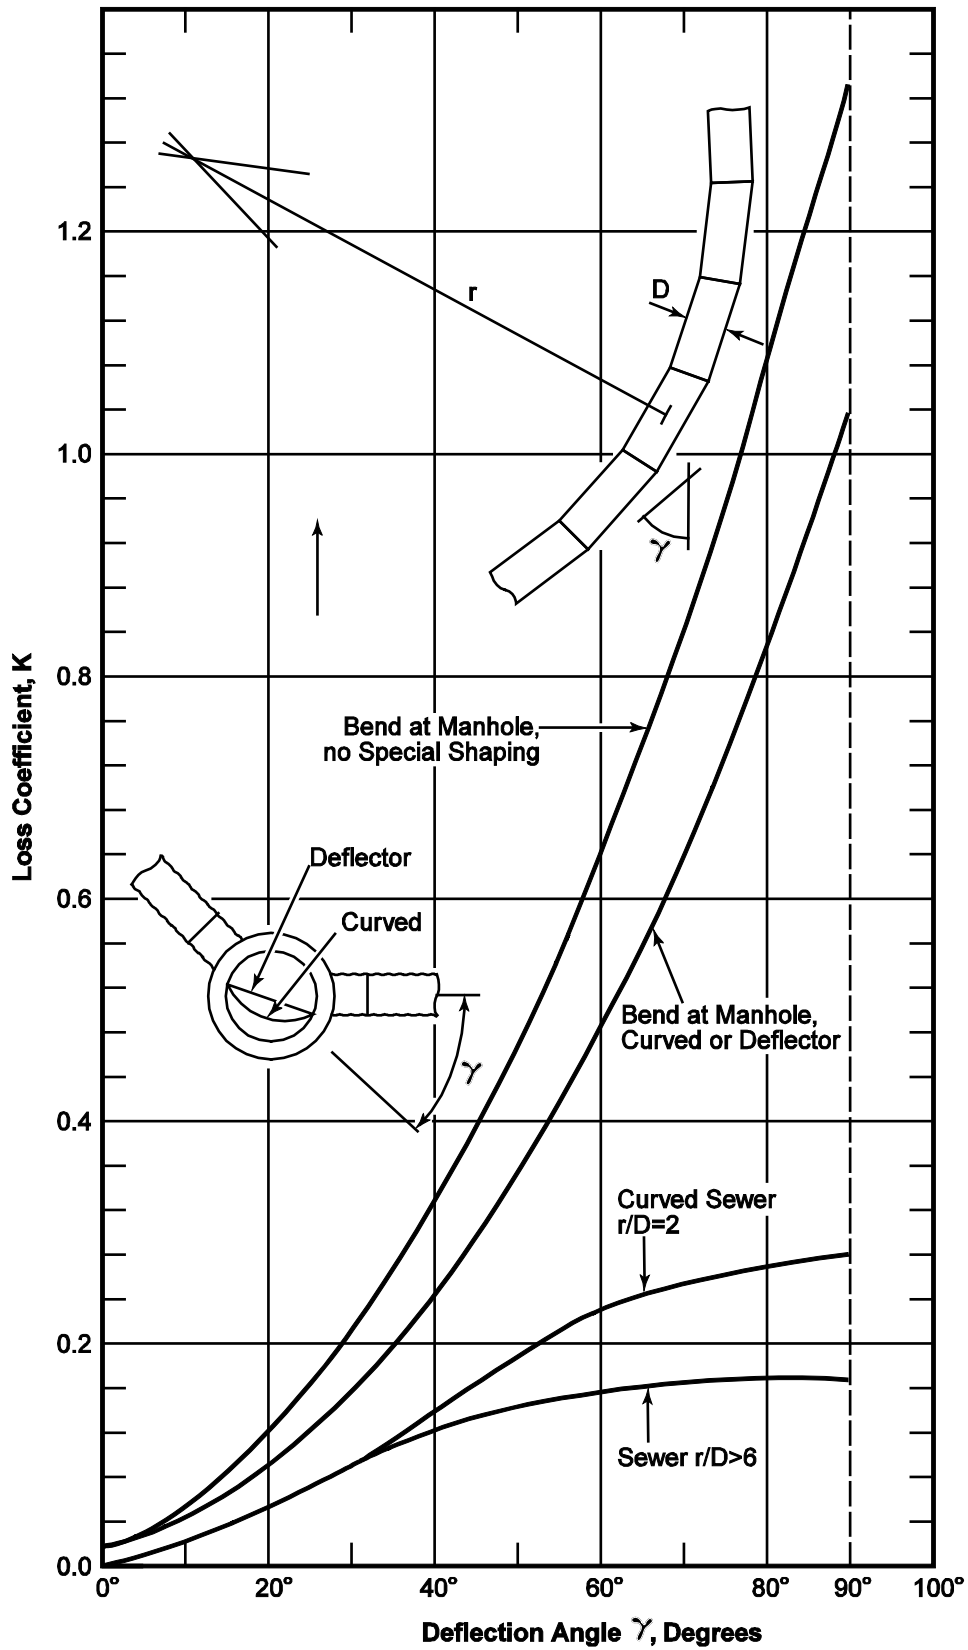 1.2
r
D
1.0
γ
Loss Coefficient, K
0.8
Bend at Manhole,
no Special Shaping
Deflector
0.6
Curved
Bend at Manhole,
Curved or Deflector
γ
0.4
Curved Sewer
r/D=2
0.2
Sewer r/D>6
0.0
0° 20° 40° 60° 80° 90° 100°
Deflection Angle γ, Degrees